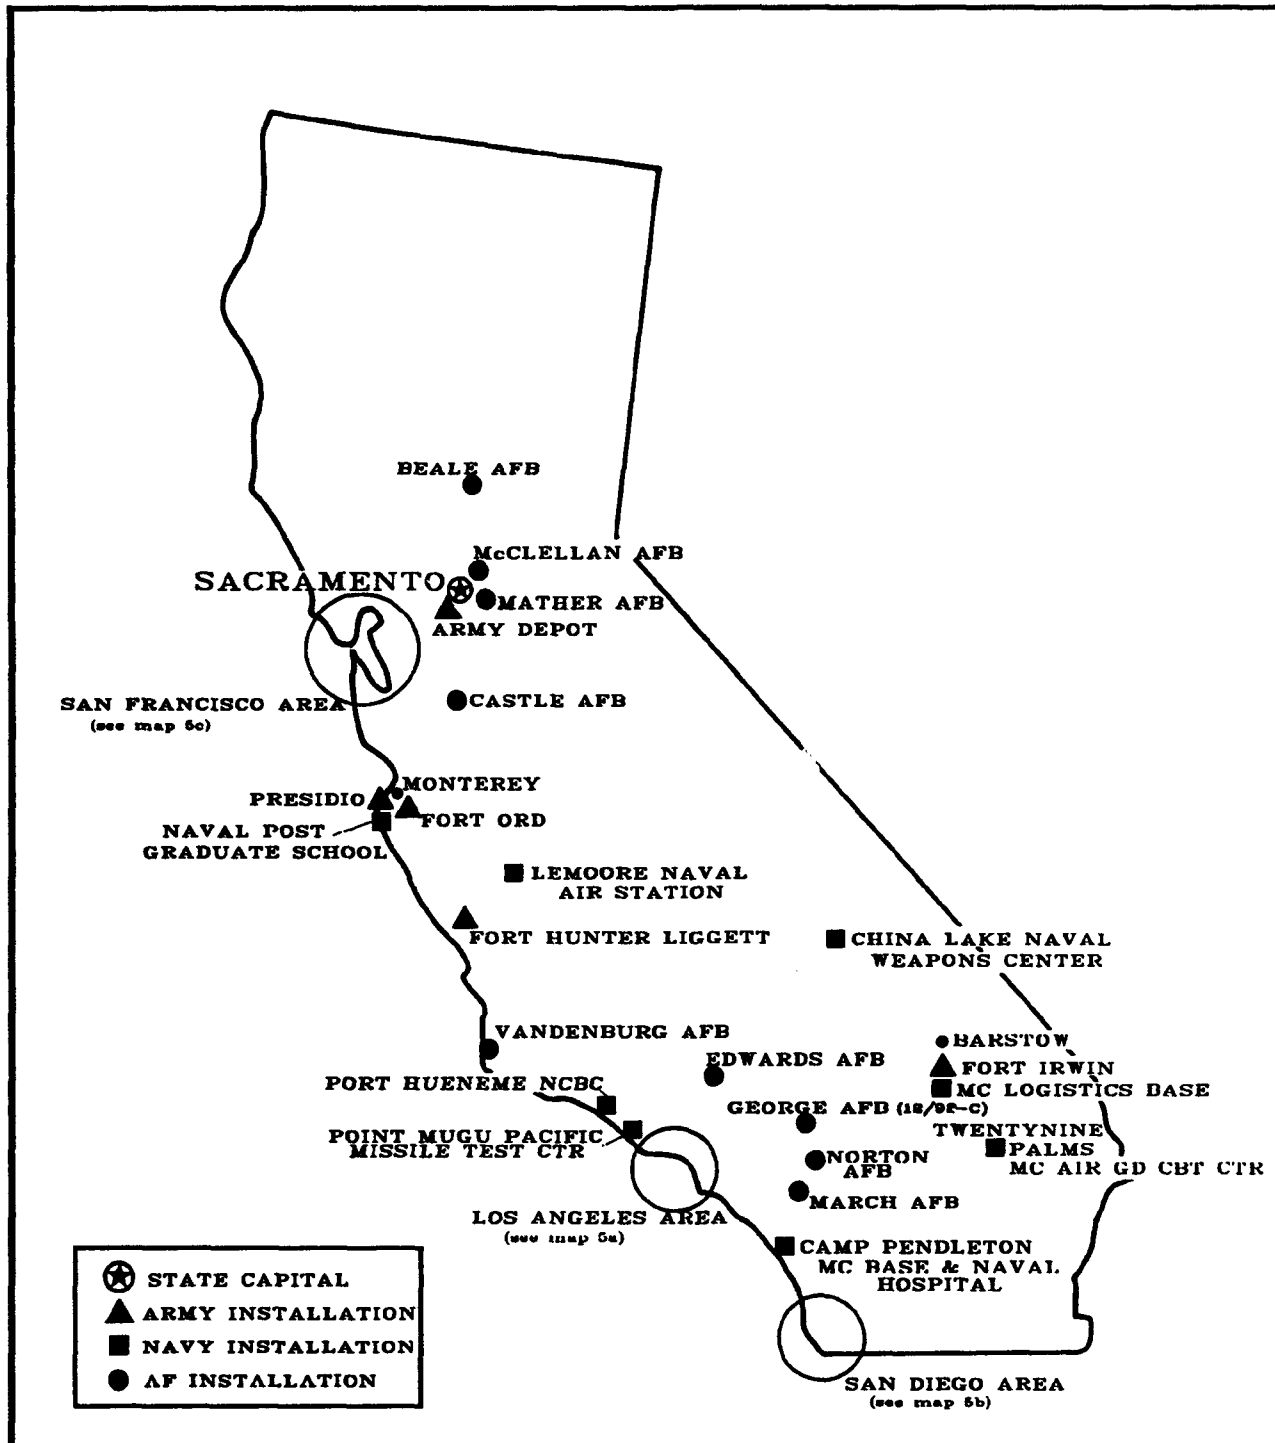 BEALE AFB
McCLELLAN AFB
SACRAMENTO
MATHER AFB
ARMY DEPOT
SAN FRANCISCO AREA
(see map 5c)
CASTLE AFB
MONTEREY
PRESIDIO
FORT ORD
NAVAL POST
GRADUATE SCHOOL
LEMOORE NAVAL
AIR STATION
FORT HUNTER LIGGETT
CHINA LAKE NAVAL
WEAPONS CENTER
VANDENBURG AFB
BARSTOW
EDWARDS AFB
FORT IRWIN
PORT HUENEME NCBC
MC LOGISTICS BASE
GEORGE AFB (12/92-C)
POINT MUGU PACIFIC
MISSILE TEST CTR
TWENTYNINE
PALMS
MC AIR GD CBT CTR
NORTON
AFB
MARCH AFB
LOS ANGELES AREA
(see map 5a)
CAMP PENDLETON
MC BASE & NAVAL
HOSPITAL
STATE CAPITAL
ARMY INSTALLATION
NAVY INSTALLATION
AF INSTALLATION
SAN DIEGO AREA
(see map 5b)